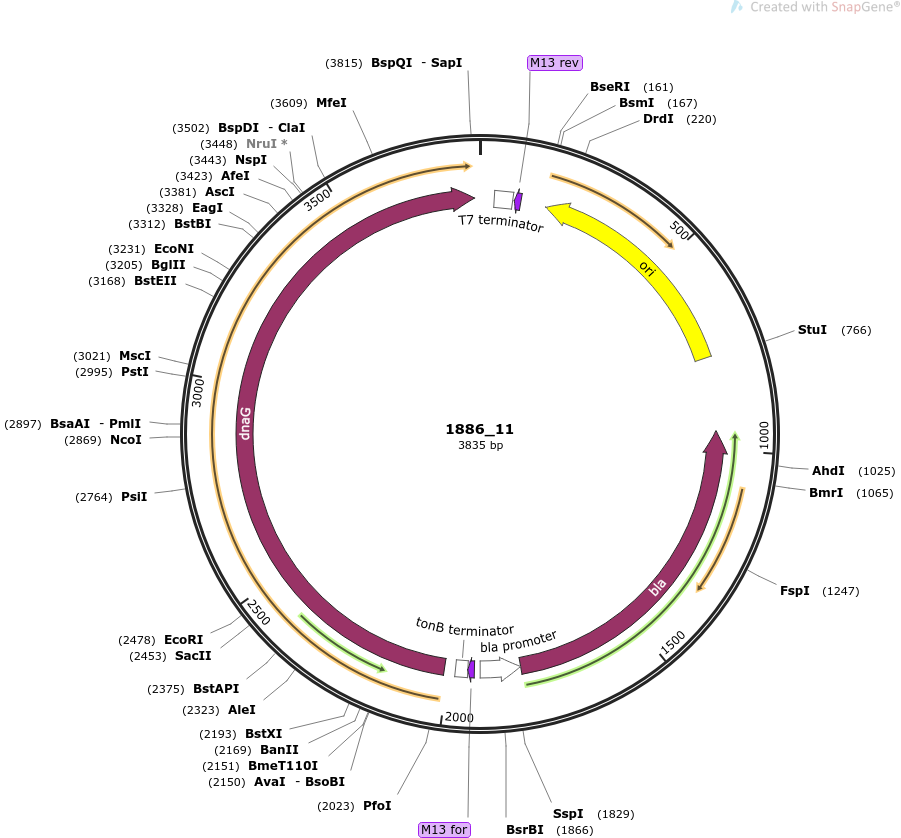 Created with SnapGene®
(3815) BspQI - SapI
M13 rev
BseRI (161)
BsmI (167)
DrdI (220)
(3609) MfeI
(3502) BspDI - ClaI
(3448) NruI *
(3443) NspI
(3423) AfeI
(3381) AscI
(3328) EagI
(3312) BstBI
(3231) EcoNI
(3205) BglII
(3168) BstEII
(3021) MscI
(2995) PstI
(2897) BsaAI - PmlI
(2869) NcoI
(2764) PsiI
(2478) EcoRI
(2453) SacII
(2375) BstAPI
(2323) AleI
(2193) BstXI
(2169) BanII
(2151) BmeT110I
(2150) AvaI - BsoBI
(2023) PfoI
M13 for
BsrBI (1866)
SspI (1829)
FspI (1247)
BmrI (1065)
AhdI (1025)
StuI (766)
500
1000
1500
2000
2500
3000
3500
T7 terminator
ori
bla
bla promoter
tonB terminator
dnaG
1886_11
3835 bp